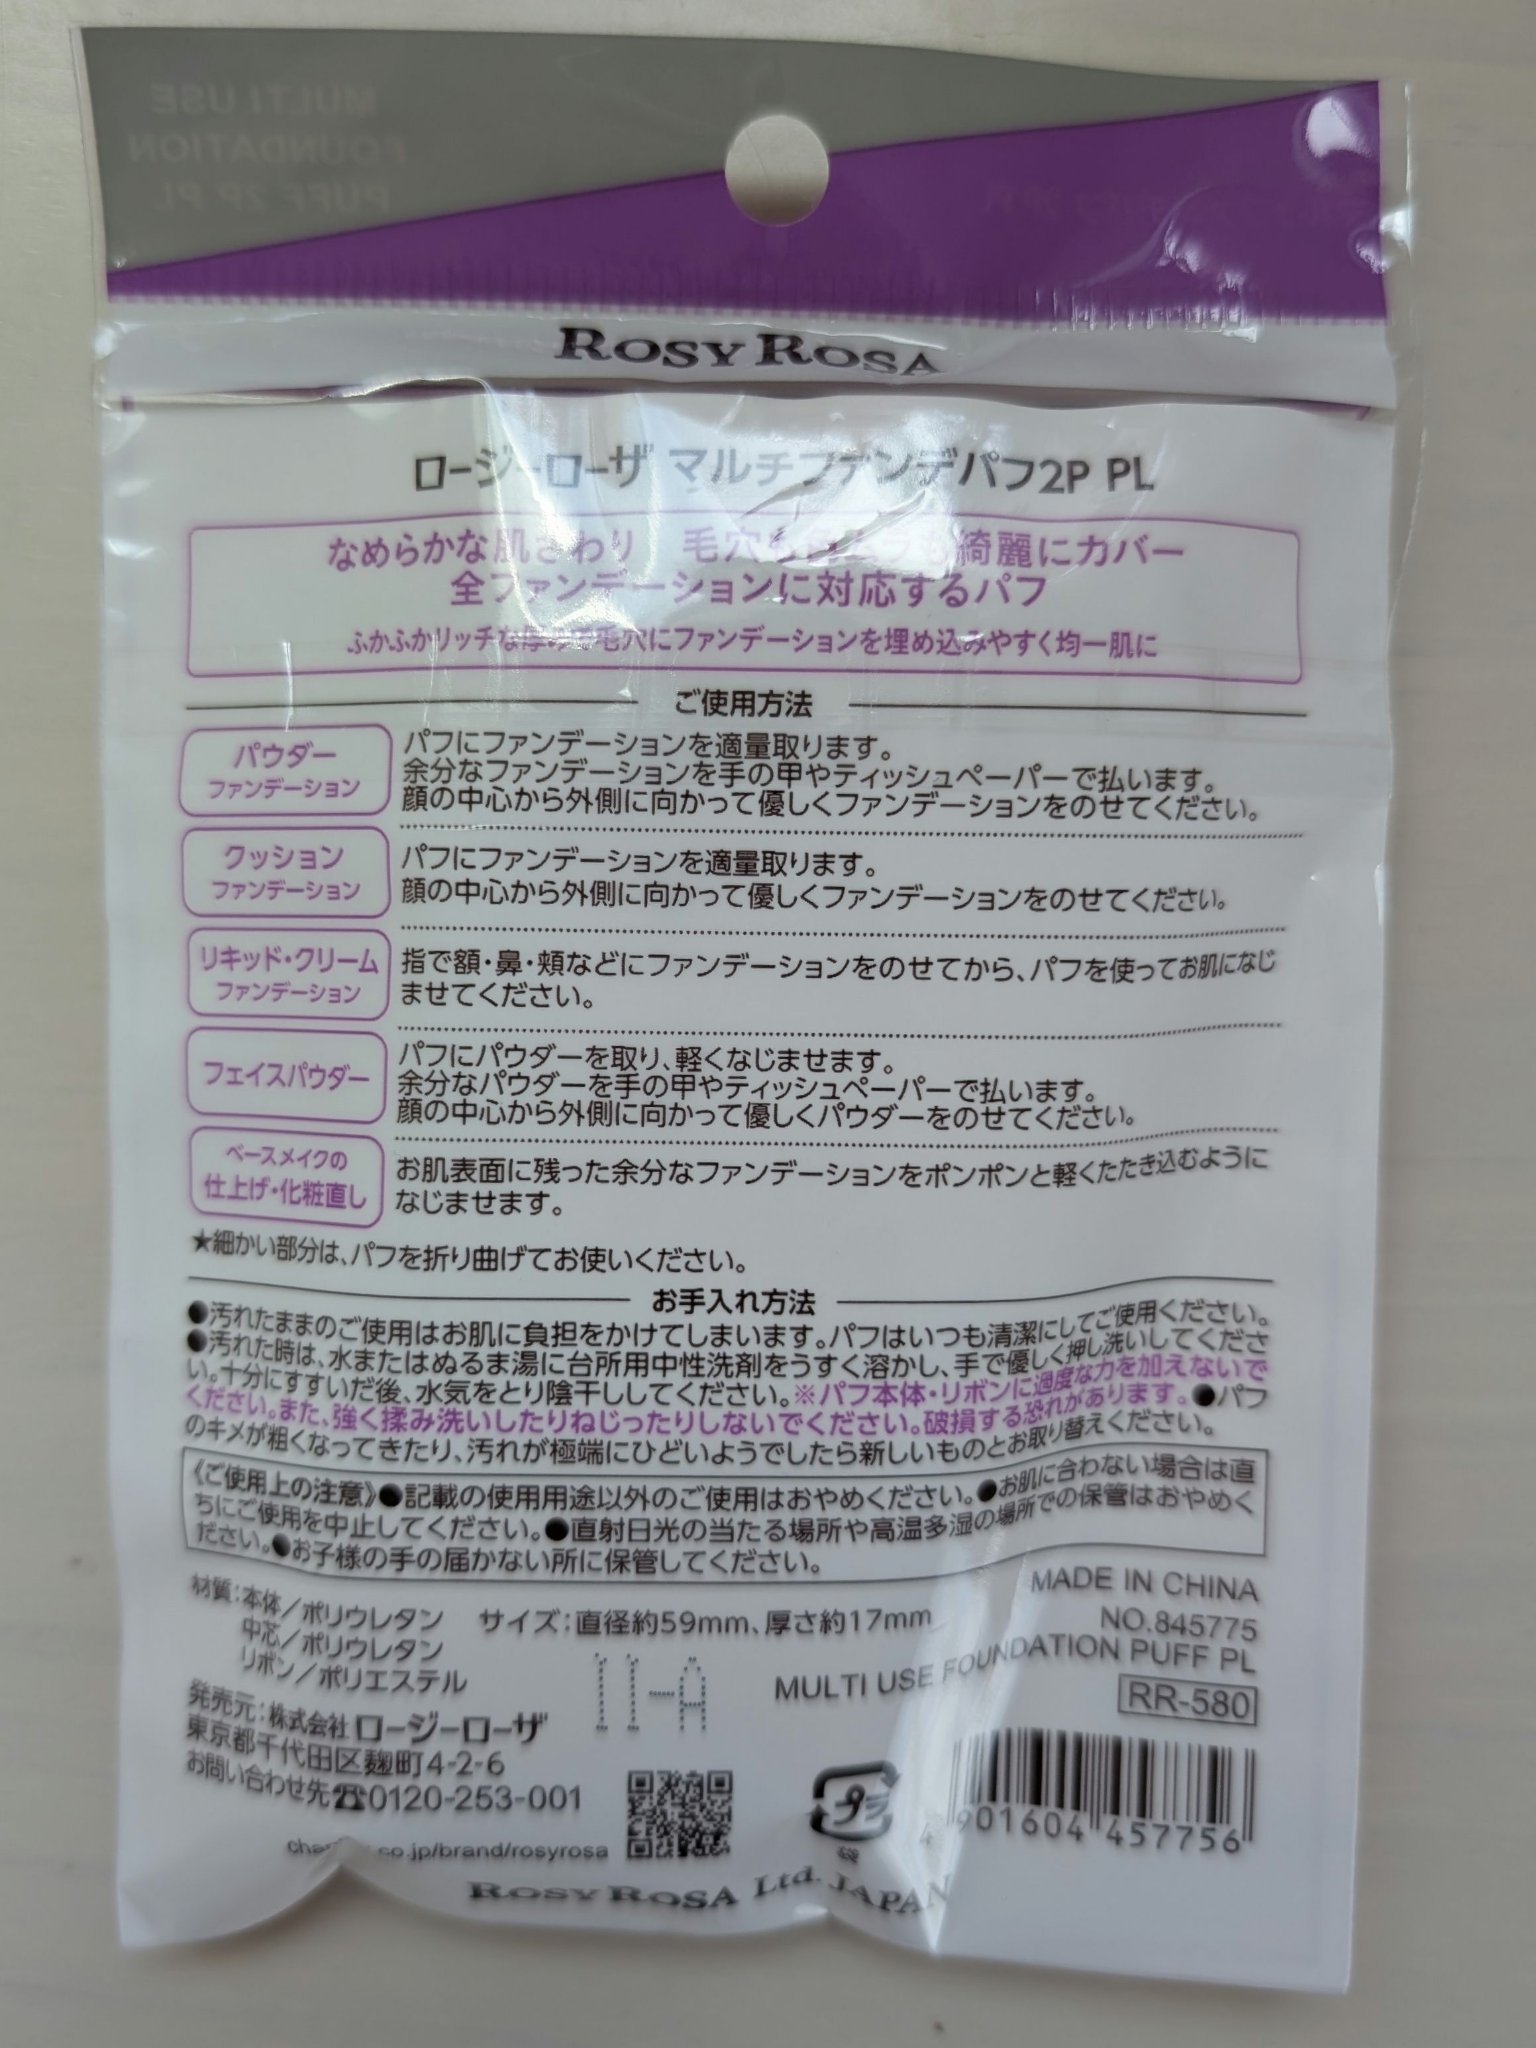 ROSY ROSA
ロージーローザ マルチファンデパフ2P PL
なめらかな肌さわり 毛穴も色ムラも綺麗にカバー
全ファンデーションに対応するパフ
ふかふかリッチな厚みで毛穴にファンデーションを埋め込みやすく均一肌に
ご使用方法
パウダー
ファンデーション
パフにファンデーションを適量取ります。
余分なファンデーションを手の甲やティッシュペーパーで払います。
顔の中心から外側に向かって優しくファンデーションをのせてください。
クッション
ファンデーション
パフにファンデーションを適量取ります。
顔の中心から外側に向かって優しくファンデーションをのせてください。
リキッド・クリーム
ファンデーション
指で額・鼻・頬などにファンデーションをのせてから、パフを使ってお肌になじ
ませてください。
フェイスパウダー
パフにパウダーを取り、軽くなじませます。
余分なパウダーを手の甲やティッシュペーパーで払います。
顔の中心から外側に向かって優しくパウダーをのせてください。
ベースメイクの
仕上げ・化粧直し
お肌表面に残った余分なファンデーションをポンポンと軽くたたき込むように
なじませます。
★細かい部分は、パフを折り曲げてお使いください。
お手入れ方法
●汚れたままのご使用はお肌に負担をかけてしまいます。パフはいつも清潔にしてご使用ください。
●汚れた時は、水またはぬるま湯に台所用中性洗剤をうすく溶かし、手で優しく押し洗いしてくださ
い。十分にすすいだ後、水気をとり陰干ししてください。※パフ本体・リボンに過度な力を加えないで
ください。また、強く揉み洗いしたりねじったりしないでください。破損する恐れがあります。●パフ
のキメが粗くなってきたり、汚れが極端にひどいようでしたら新しいものとお取り替えください。
《ご使用上の注意》●記載の使用用途以外のご使用はおやめください。●お肌に合わない場合は直
ちにご使用を中止してください。●直射日光の当たる場所や高温多湿の場所での保管はおやめく
ださい。●お子様の手の届かない所に保管してください。
材質：本体／ポリウレタン
中芯／ポリウレタン
リボン／ポリエステル
サイズ：直径約59mm、厚さ約17mm
MADE IN CHINA
NO.845775
MULTI USE FOUNDATION PUFF PL
RR-580
11-A
発売元：株式会社ロージーローザ
東京都千代田区麹町4-2-6
お問い合わせ先☎0120-253-001
co.jp/brand/rosyrosa
プラ
袋
4 901604 457756
ROSY ROSA Ltd. JAPAN